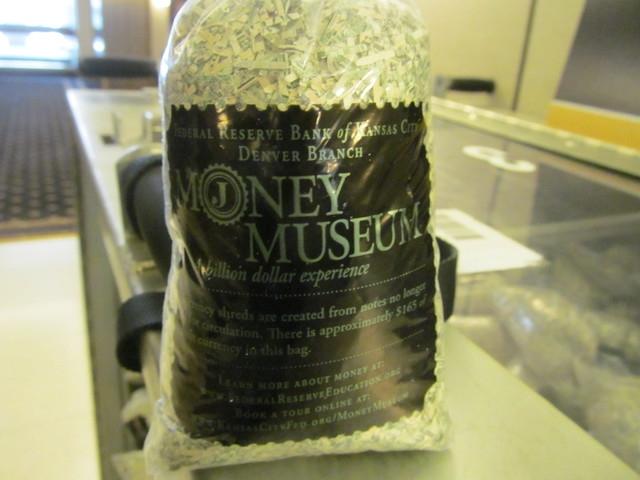 FEDERAL RESERVE BANK of KANSAS CITY
DENVER BRANCH
MONEY
J
MUSEUM
billion dollar experience
shreds are created from notes no longer
circulation. There is approximately $165 of
currency in this bag.
LEARN MORE ABOUT MONEY AT:
FEDERALRESERVEEDUCATION.ORG
BOOK A TOUR ONLINE AT:
KANSASCITYFED.ORG/MONEYMUSEUM